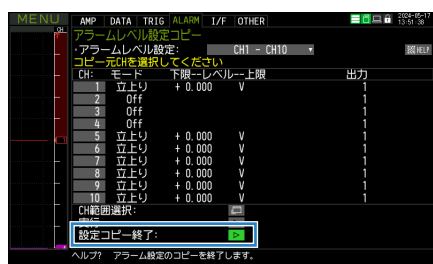 MENU AMP DATA TRIG ALARM I/F OTHER 2024-05-17
13:51:38
CH
アラームレベル設定コピー
・アラームレベル設定: CH1 - CH10 HELP
コピー元CHを選択してください
CH: モード 下限--レベル--上限 出力
1 立上り + 0.000 V 1
2 Off 1
3 Off 1
4 Off 1
5 立上り + 0.000 V 1
6 立上り + 0.000 V 1
7 立上り + 0.000 V 1
8 立上り + 0.000 V 1
9 立上り + 0.000 V 1
10 立上り + 0.000 V 1
CH範囲選択:
設定コピー終了:
ヘルプ? アラーム設定のコピーを終了します。